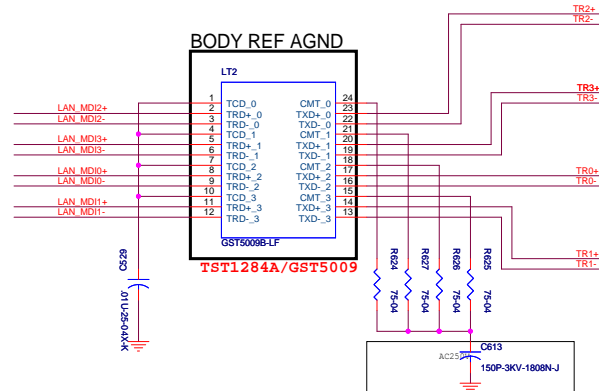 TR2+
TR2-
BODY REF AGND
LT2
1 TCD_0 CMT_0 24
LAN_MDI2+ 2 TRD+_0 TXD+_0 23
LAN_MDI2- 3 TRD-_0 TXD-_0 22
4 TCD_1 CMT_1 21
LAN_MDI3+ 5 TRD+_1 TXD+_1 20 TR3+
LAN_MDI3- 6 TRD-_1 TXD-_1 19 TR3-
7 TCD_2 CMT_2 18
LAN_MDI0+ 8 TRD+_2 TXD+_2 17 TR0+
LAN_MDI0- 9 TRD-_2 TXD-_2 16 TR0-
10 TCD_3 CMT_3 15
LAN_MDI1+ 11 TRD+_3 TXD+_3 14
LAN_MDI1- 12 TRD-_3 TXD-_3 13
GST5009B-LF
TST1284A/GST5009
TR1+
TR1-
C529
.01U-25-04X-K
R624
75-04
R627
75-04
R626
75-04
R625
75-04
C613
150P-3KV-1808N-J